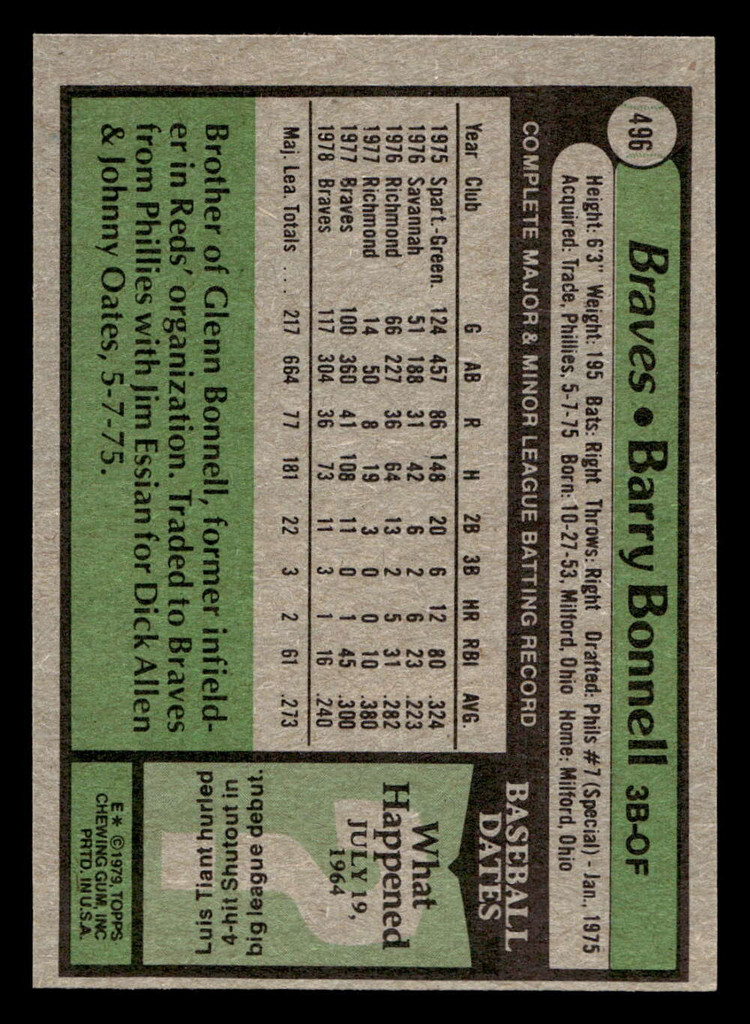 496
Braves • Barry Bonnell 3B-OF
Height: 6'3" Weight: 195 Bats: Right Throws: Right Drafted: Phils #7 (Special) - Jan., 1975
Acquired: Trade, Phillies, 5-7-75 Born: 10-27-53, Milford, Ohio Home: Milford, Ohio
COMPLETE MAJOR & MINOR LEAGUE BATTING RECORD
Year Club G AB R H 2B 3B HR RBI AVG.
1975 Spart.-Green. 124 457 86 148 20 6 12 80 .324
1976 Savannah 51 188 31 42 6 2 6 23 .223
1976 Richmond 66 227 36 64 13 2 5 31 .282
1977 Richmond 14 50 8 19 3 0 0 10 .380
1977 Braves 100 360 41 108 11 0 1 45 .300
1978 Braves 117 304 36 73 11 3 1 16 .240
Maj. Lea. Totals .... 217 664 77 181 22 3 2 61 .273
Brother of Glenn Bonnell, former infield-
er in Reds' organization. Traded to Braves
from Phillies with Jim Essian for Dick Allen
& Johnny Oates, 5-7-75.
BASEBALL
DATES
What
Happened
JULY 19,
1964
?
Luis Tiant hurled
4-hit Shutout in
big league debut.
E* ©1979, TOPPS
CHEWING GUM, INC
PRTD. IN U.S.A.